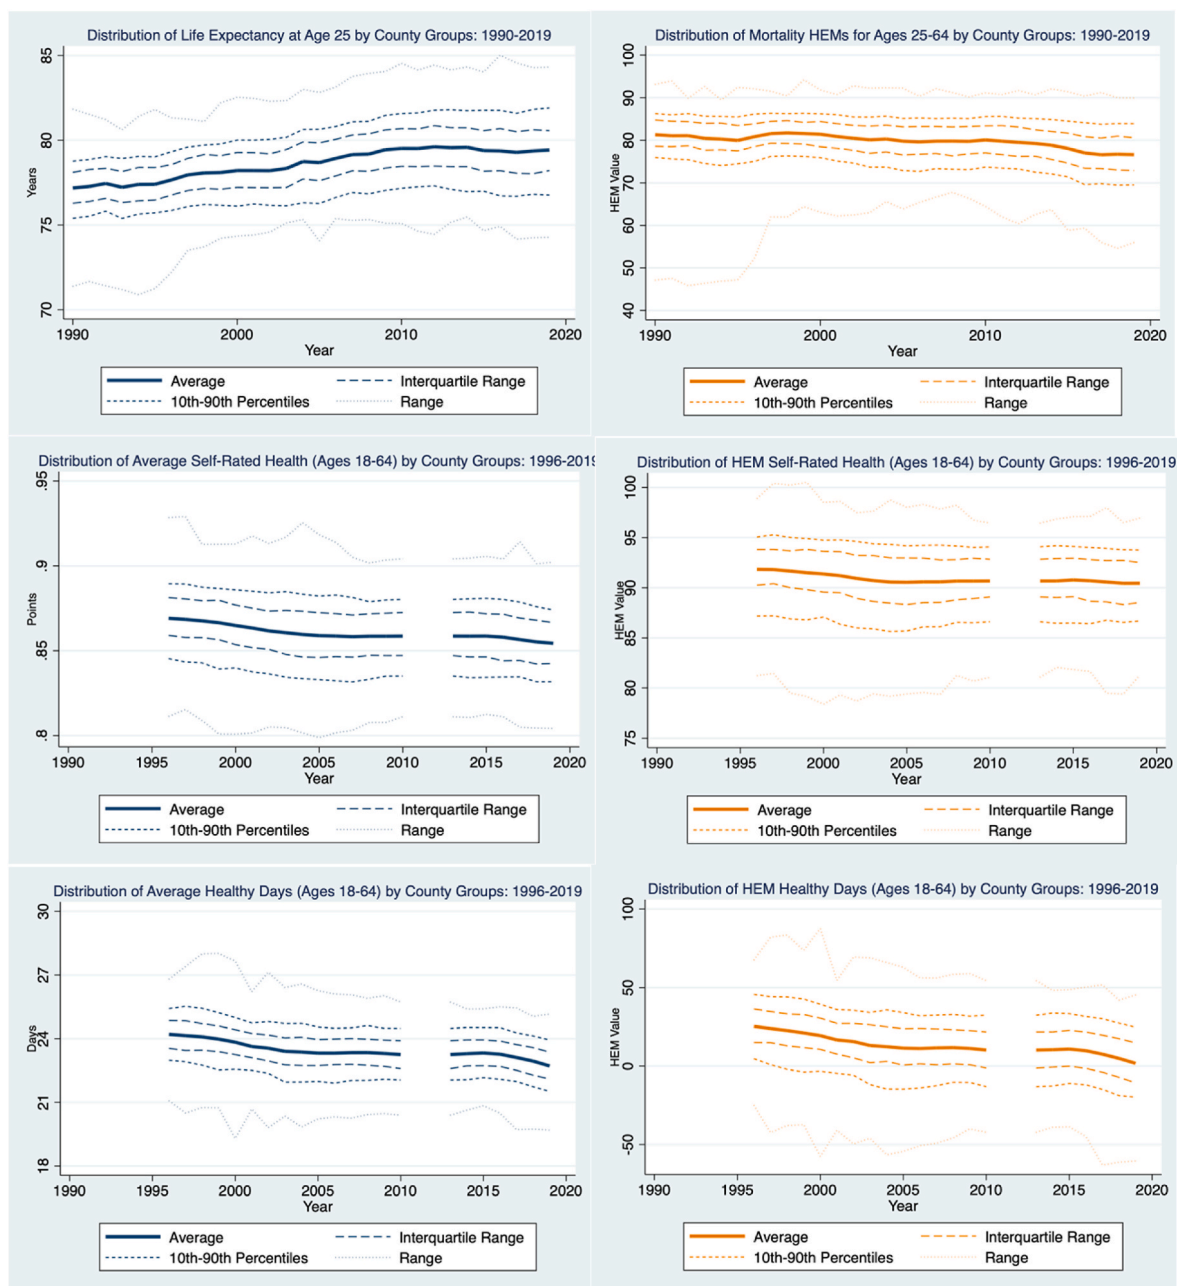 Distribution of Life Expectancy at Age 25 by County Groups: 1990-2019
85
80
75
70
Years
1990 2000 2010 2020
Year
Average Interquartile Range
10th-90th Percentiles Range
Distribution of Mortality HEMs for Ages 25-64 by County Groups: 1990-2019
100
90
80
70
60
50
40
HEM Value
1990 2000 2010 2020
Year
Average Interquartile Range
10th-90th Percentiles Range
Distribution of Average Self-Rated Health (Ages 18-64) by County Groups: 1996-2019
.95
.9
.85
.8
Points
1990 1995 2000 2005 2010 2015 2020
Year
Average Interquartile Range
10th-90th Percentiles Range
Distribution of HEM Self-Rated Health (Ages 18-64) by County Groups: 1996-2019
100
95
90
85
80
75
HEM Value
1990 1995 2000 2005 2010 2015 2020
Year
Average Interquartile Range
10th-90th Percentiles Range
Distribution of Average Healthy Days (Ages 18-64) by County Groups: 1996-2019
30
27
24
21
18
Days
1990 1995 2000 2005 2010 2015 2020
Year
Average Interquartile Range
10th-90th Percentiles Range
Distribution of HEM Healthy Days (Ages 18-64) by County Groups: 1996-2019
100
50
0
-50
HEM Value
1990 1995 2000 2005 2010 2015 2020
Year
Average Interquartile Range
10th-90th Percentiles Range